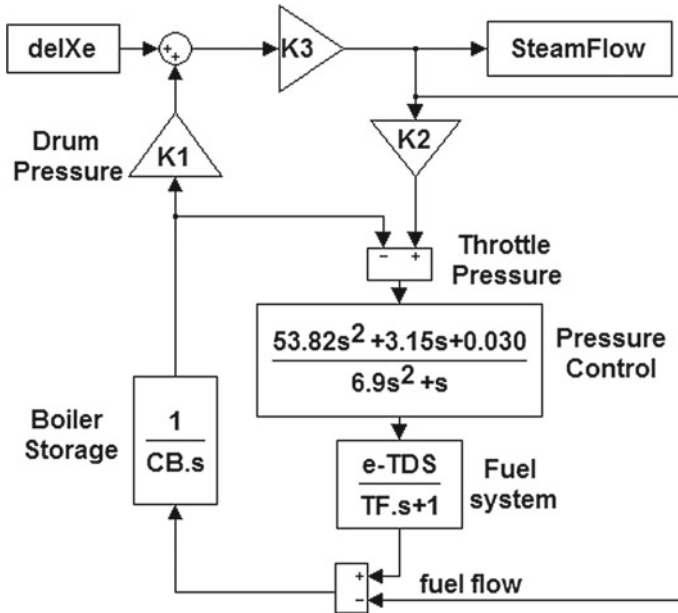 delXe
+
+
K3
SteamFlow
Drum
Pressure
K1
K2
- +
Throttle
Pressure
53.82s² +3.15s+0.030
6.9s² +s
Pressure
Control
Boiler
Storage
1
CB.s
e-TDS
TF.s+1
Fuel
system
+
-
fuel flow